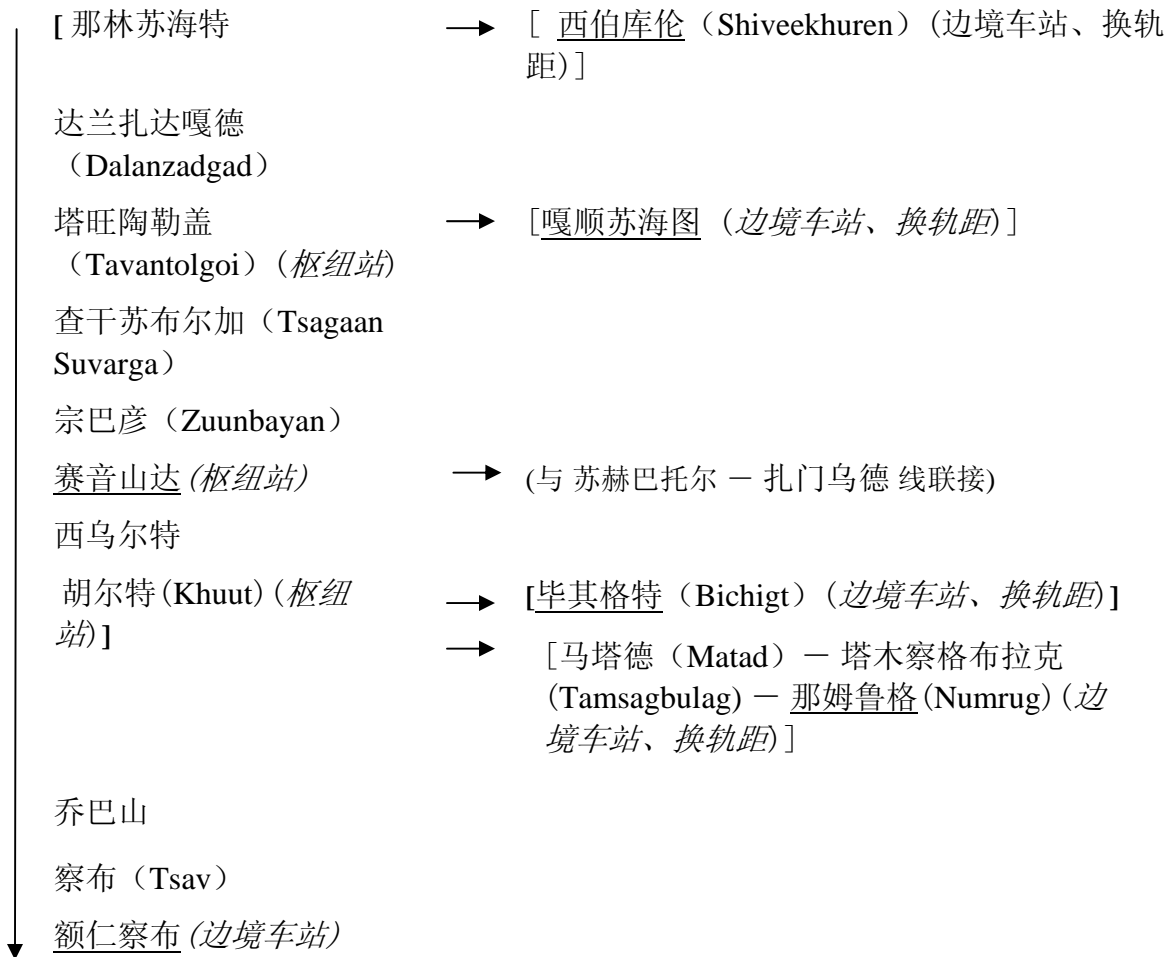 [ 那林苏海特 → [ 西伯库伦（Shiveekhuren）(边境车站、换轨
距)]
达兰扎达嘎德
（Dalanzadgad）
塔旺陶勒盖 → [嘎顺苏海图 (边境车站、换轨距)]
（Tavantolgoi）(枢纽站)
查干苏布尔加（Tsagaan
Suvarga）
宗巴彦（Zuunbayan）
赛音山达(枢纽站) → (与 苏赫巴托尔 － 扎门乌德 线联接)
西乌尔特
胡尔特(Khuut)(枢纽
站)]
→ [毕其格特（Bichigt）(边境车站、换轨距)]
→ [马塔德（Matad）－ 塔木察格布拉克
(Tamsagbulag) － 那姆鲁格(Numrug)(边
境车站、换轨距)]
乔巴山
察布（Tsav）
额仁察布(边境车站)